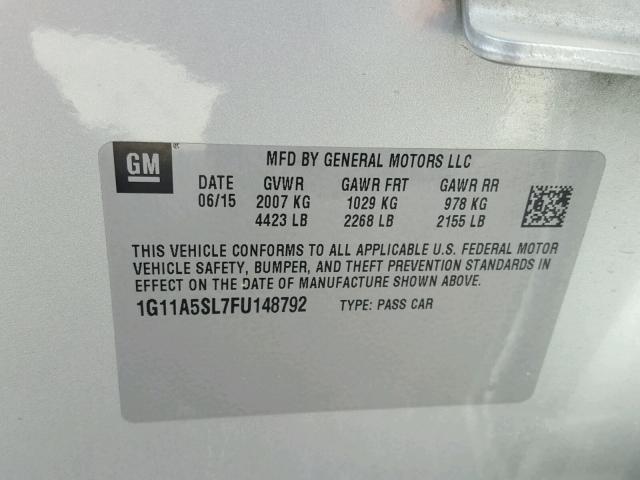 GM ® MFD BY GENERAL MOTORS LLC
DATE GVWR GAWR FRT GAWR RR
06/15 2007 KG 1029 KG 978 KG
4423 LB 2268 LB 2155 LB
THIS VEHICLE CONFORMS TO ALL APPLICABLE U.S. FEDERAL MOTOR
VEHICLE SAFETY, BUMPER, AND THEFT PREVENTION STANDARDS IN
EFFECT ON THE DATE OF MANUFACTURE SHOWN ABOVE.
1G11A5SL7FU148792 TYPE: PASS CAR